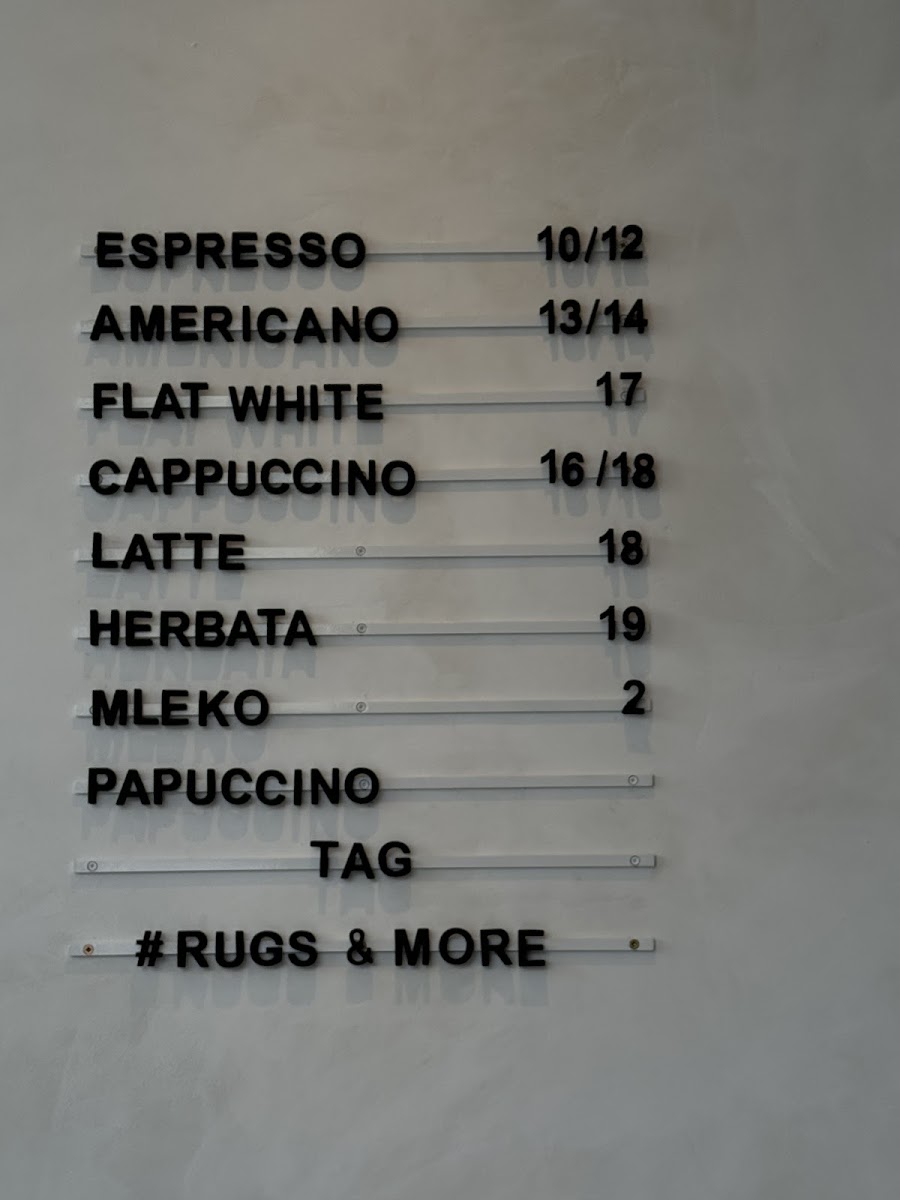 ESPRESSO 10/12
AMERICANO 13/14
FLAT WHITE 17
CAPPUCCINO 16 /18
LATTE 18
HERBATA 19
MLEKO 2
PAPUCCINO
TAG
#RUGS & MORE